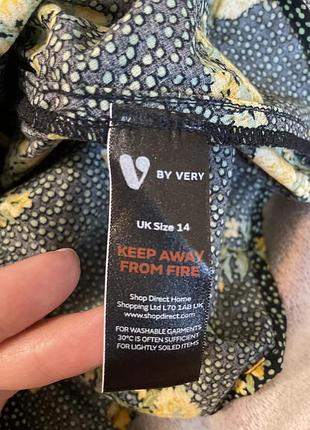 V BY VERY
UK Size 14
KEEP AWAY
FROM FIRE
Shop Direct Home
Shopping Ltd L70 1AB UK
www.shopdirect.com
FOR WASHABLE GARMENTS
30°C IS OFTEN SUFFICIENT
FOR LIGHTLY SOILED ITEMS